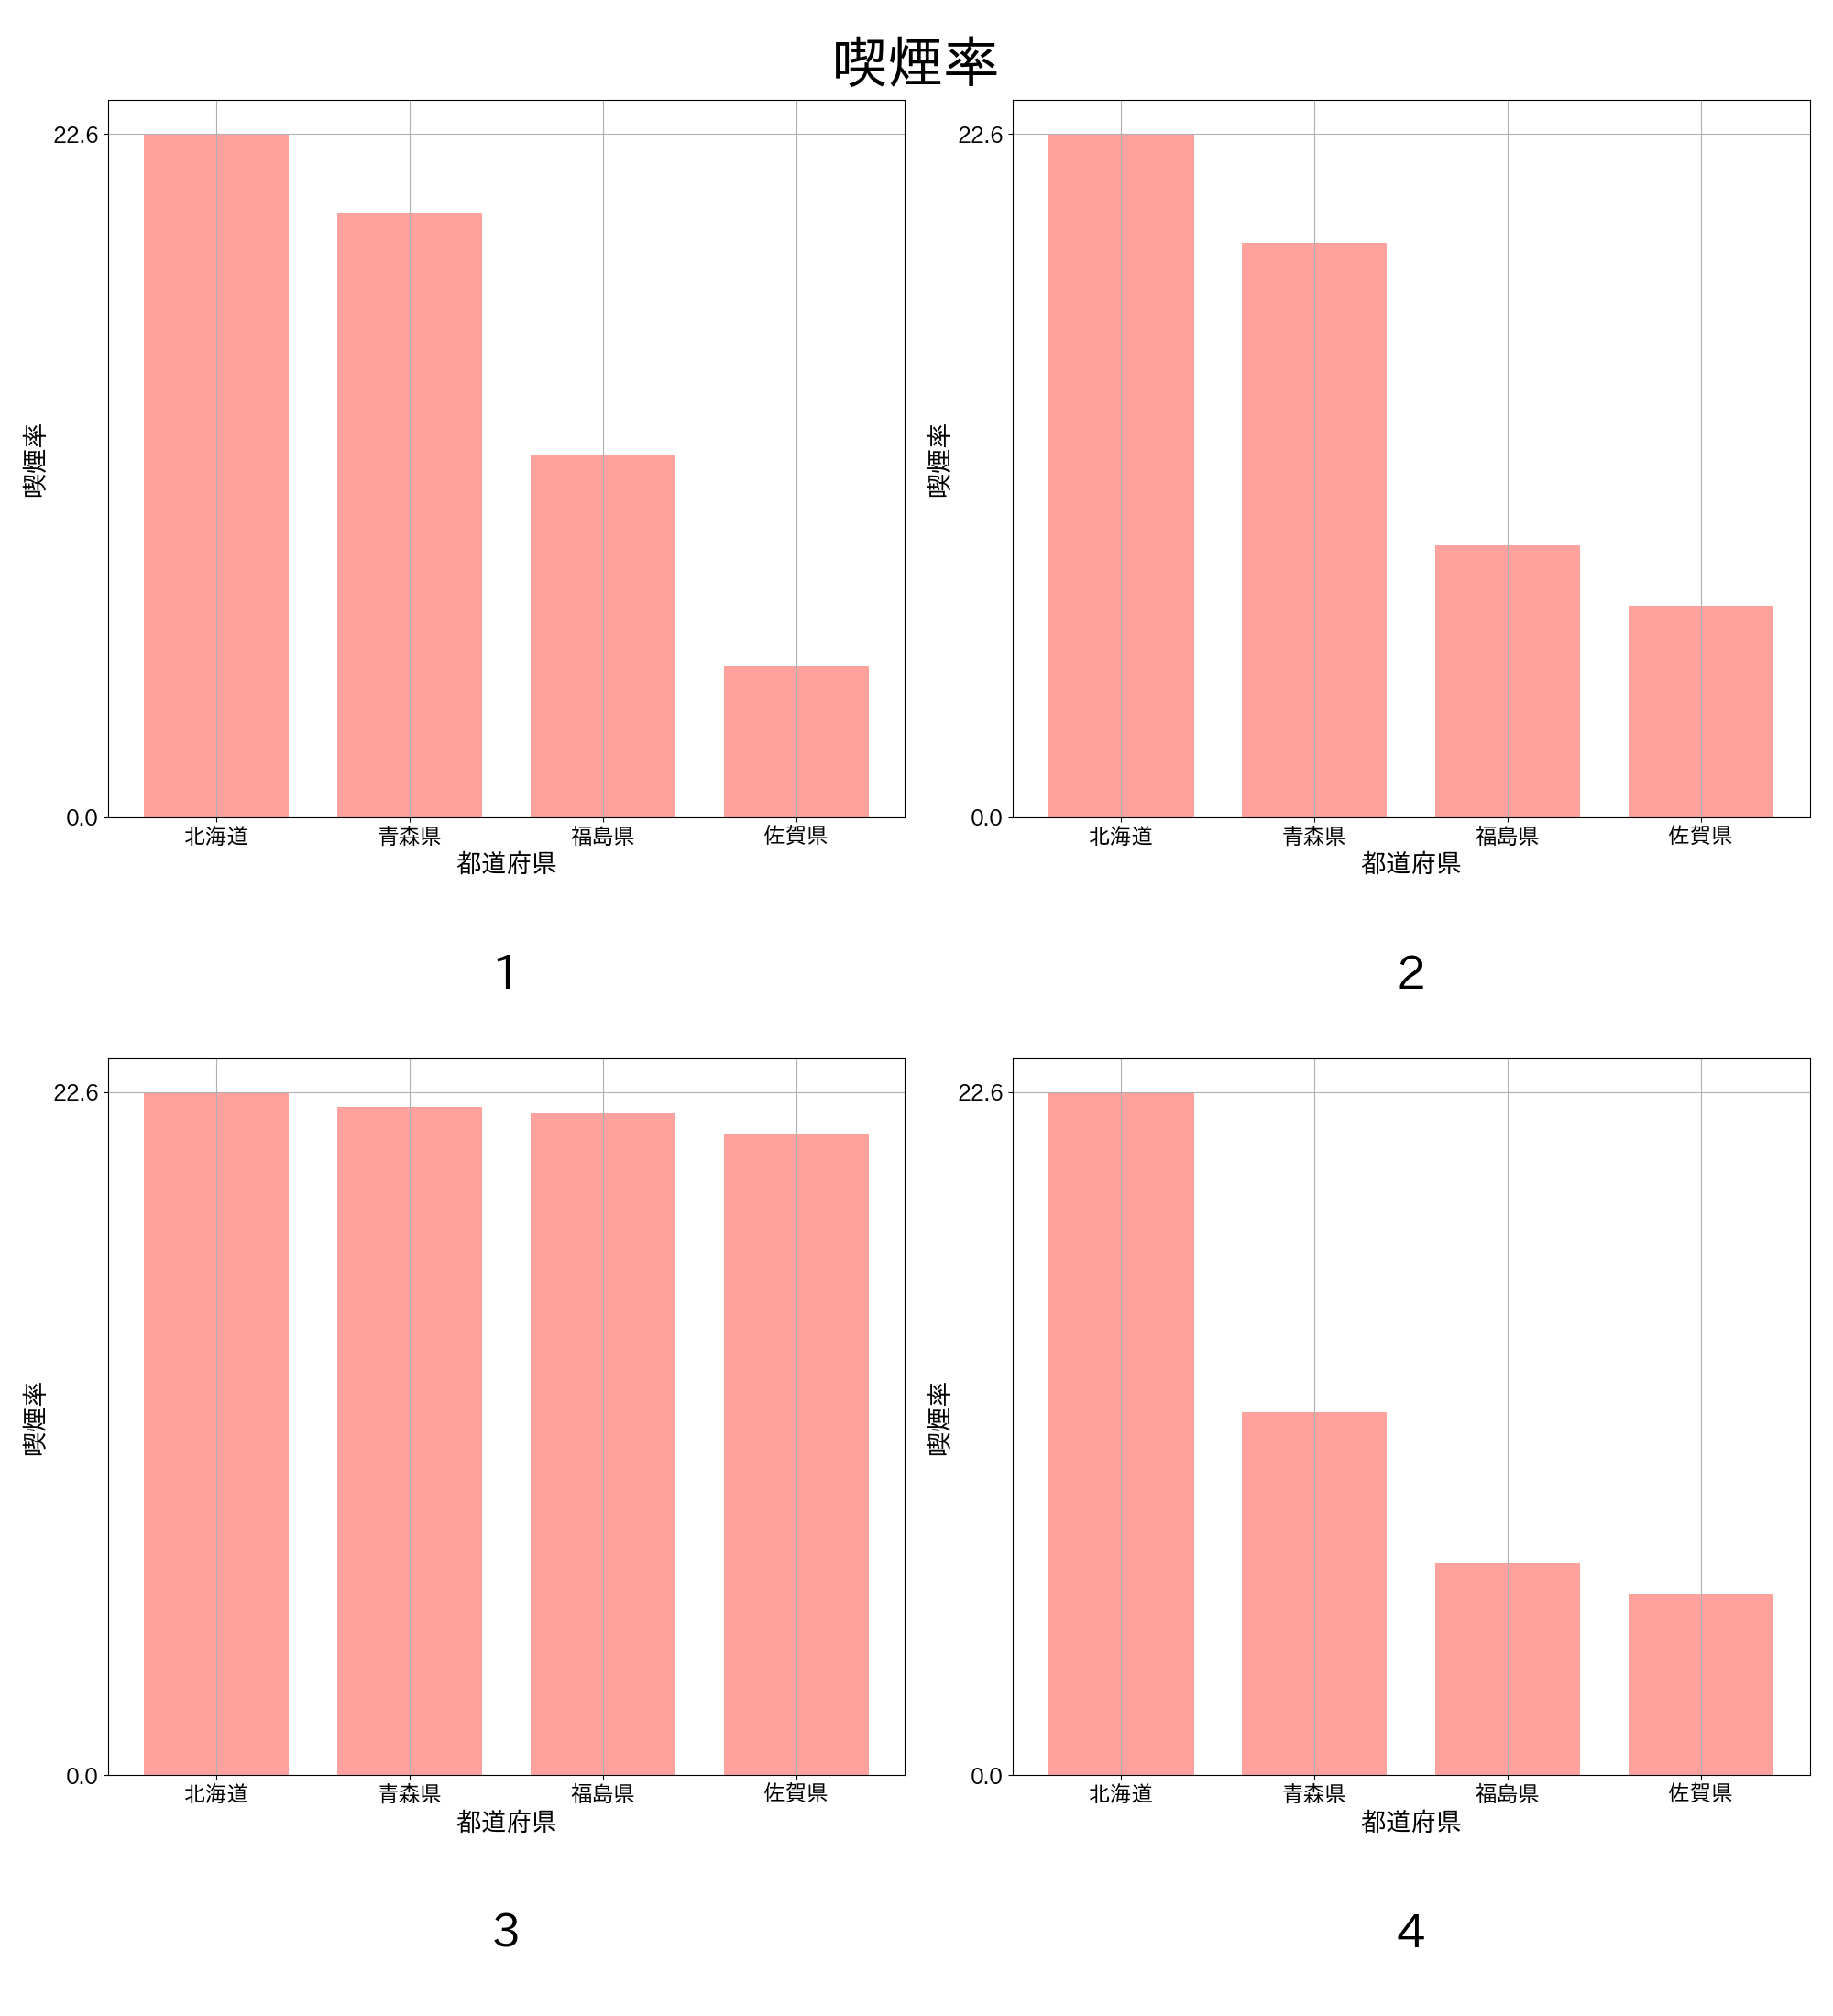 喫煙率
22.6
0.0
喫煙率
北海道 青森県 福島県 佐賀県
都道府県
1
22.6
0.0
喫煙率
北海道 青森県 福島県 佐賀県
都道府県
2
22.6
0.0
喫煙率
北海道 青森県 福島県 佐賀県
都道府県
3
22.6
0.0
喫煙率
北海道 青森県 福島県 佐賀県
都道府県
4